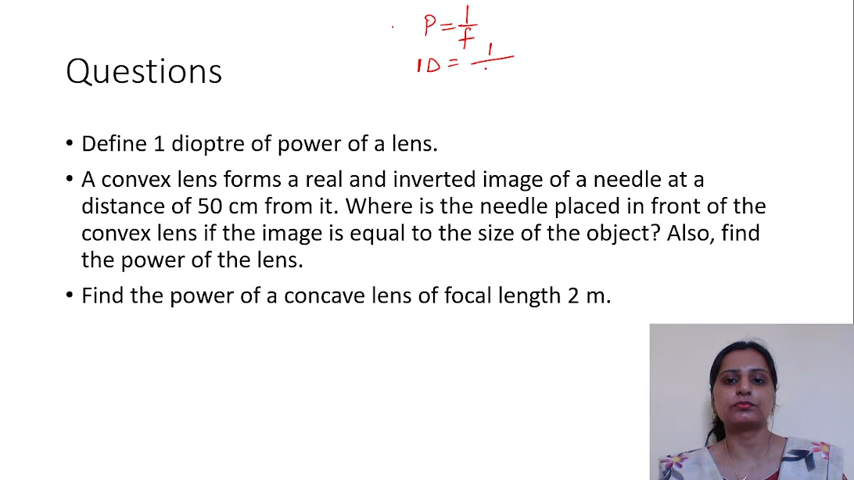 P = 1/f
1D = 1/
Questions
• Define 1 dioptre of power of a lens.
• A convex lens forms a real and inverted image of a needle at a
distance of 50 cm from it. Where is the needle placed in front of the
convex lens if the image is equal to the size of the object? Also, find
the power of the lens.
• Find the power of a concave lens of focal length 2 m.